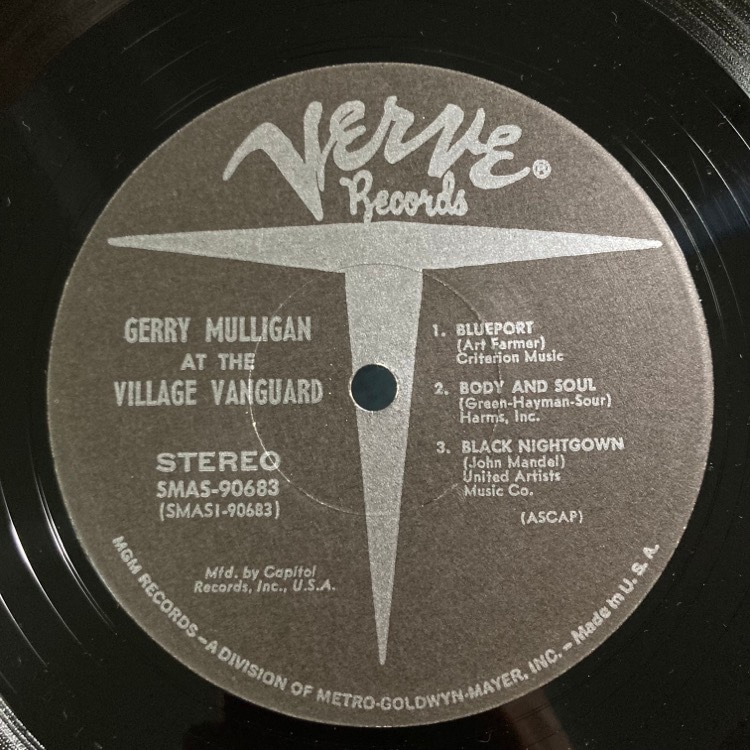 VERVE®
Records
GERRY MULLIGAN
AT THE
VILLAGE VANGUARD
STEREO
SMAS-90683
(SMAS1-90683)
Mfd. by Capitol
Records, Inc., U.S.A.
1. BLUEPORT
(Art Farmer)
Criterion Music
2. BODY AND SOUL
(Green-Hayman-Sour)
Harms, Inc.
3. BLACK NIGHTGOWN
(John Mandel)
United Artists
Music Co.
(ASCAP)
MGM RECORDS – A DIVISION OF METRO-GOLDWYN-MAYER, INC. – Made in U. S. A.